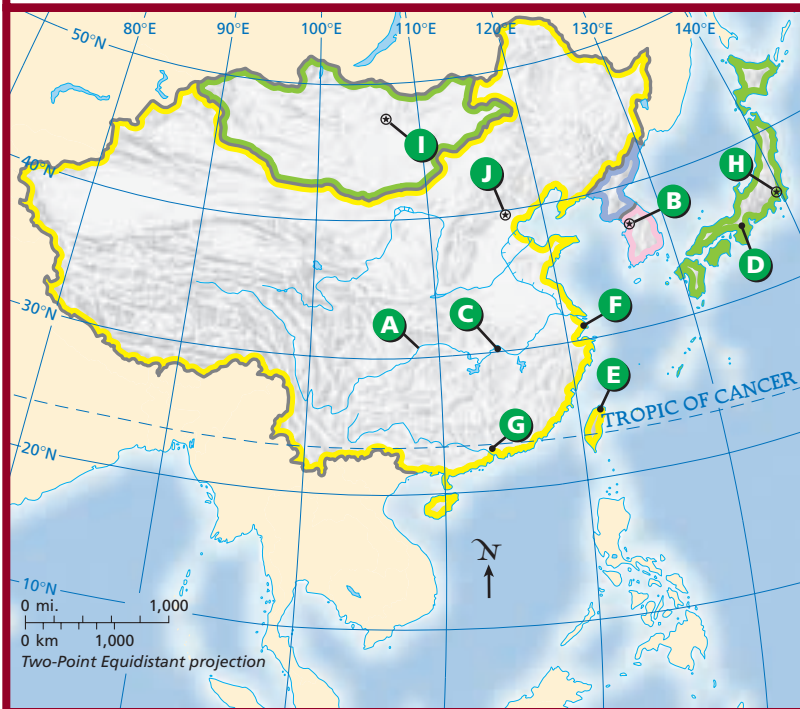 50°N
80°E
90°E
100°E
110°E
120°E
130°E
140°E
I
J
H
B
40°N
D
30°N
A
C
F
E
TROPIC OF CANCER
G
20°N
N
10°N
0 mi. 1,000
0 km 1,000
Two-Point Equidistant projection